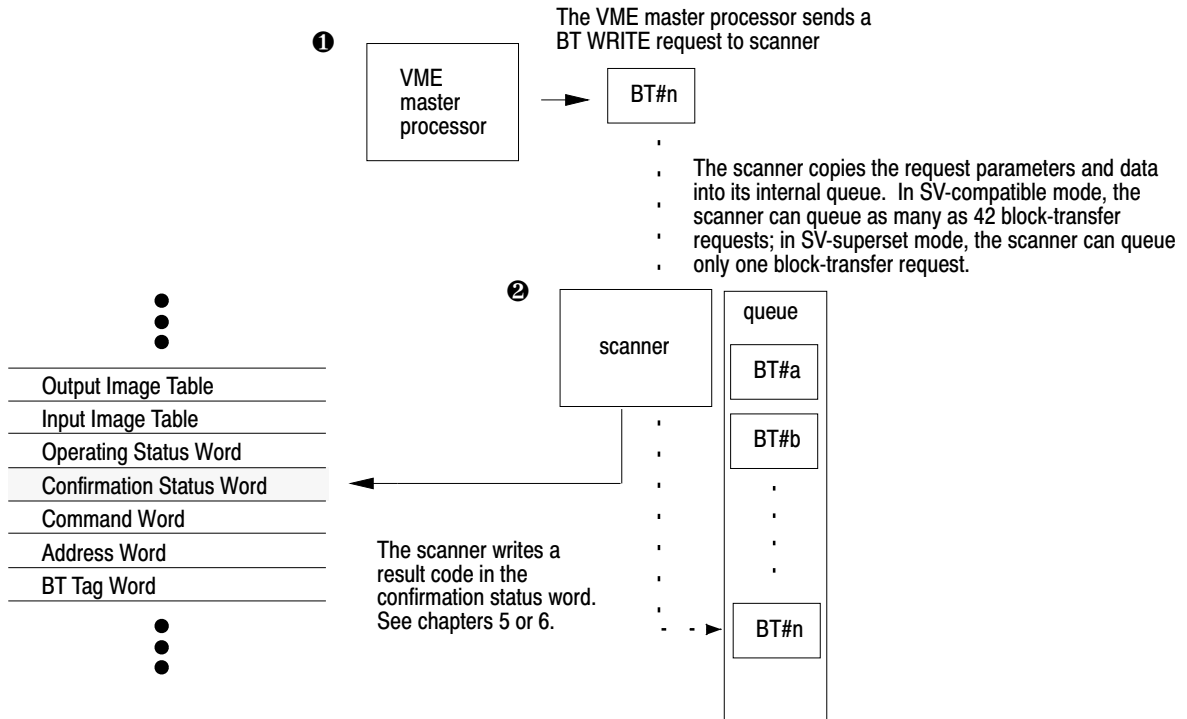 The VME master processor sends a
BT WRITE request to scanner
❶
VME
master
processor
BT#n
The scanner copies the request parameters and data
into its internal queue. In SV-compatible mode, the
scanner can queue as many as 42 block-transfer
requests; in SV-superset mode, the scanner can queue
only one block-transfer request.
❷
scanner
queue
BT#a
BT#b
BT#n
Output Image Table
Input Image Table
Operating Status Word
Confirmation Status Word
Command Word
Address Word
BT Tag Word
The scanner writes a
result code in the
confirmation status word.
See chapters 5 or 6.